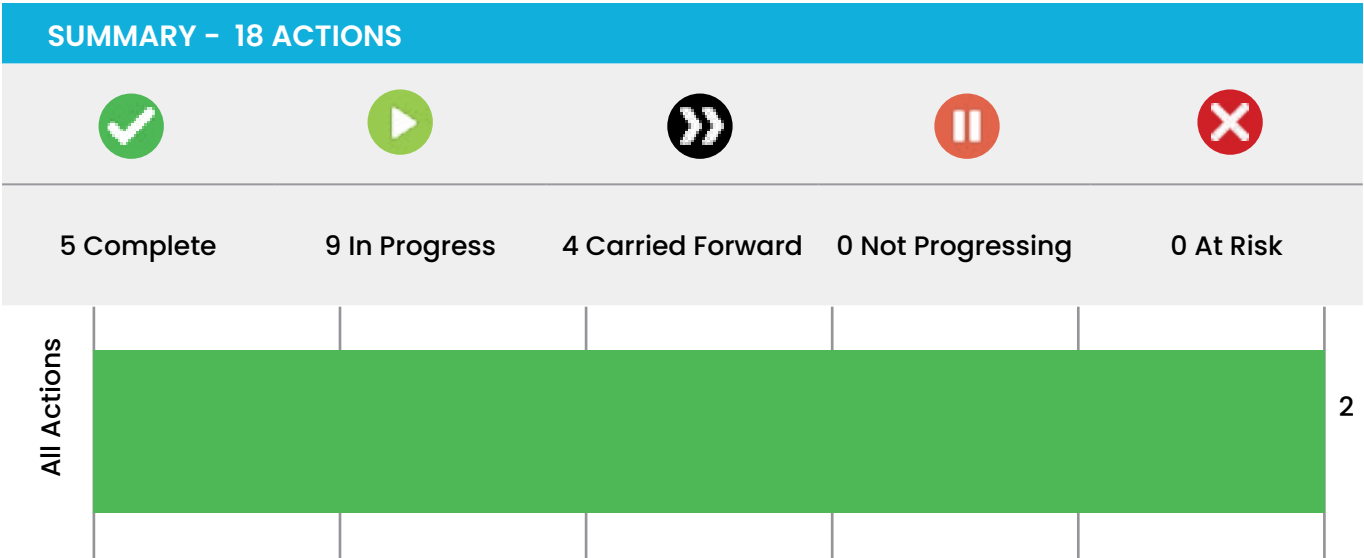 SUMMARY - 18 ACTIONS
5 Complete
9 In Progress
4 Carried Forward
0 Not Progressing
0 At Risk
All Actions
2